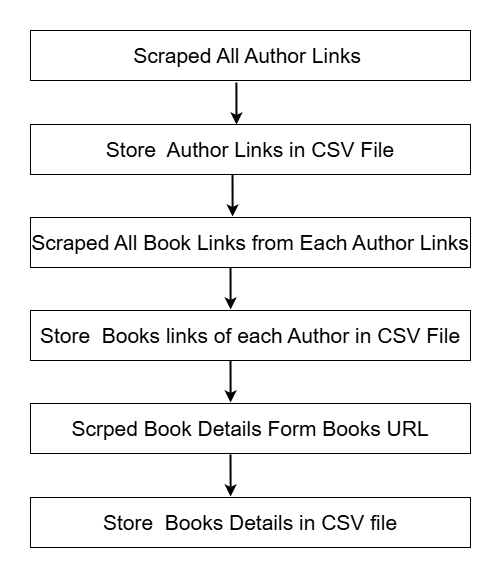 Scraped All Author Links
Store  Author Links in CSV File
Scraped All Book Links from Each Author Links
Store  Books links of each Author in CSV File
Scrped Book Details Form Books URL
Store  Books Details in CSV file